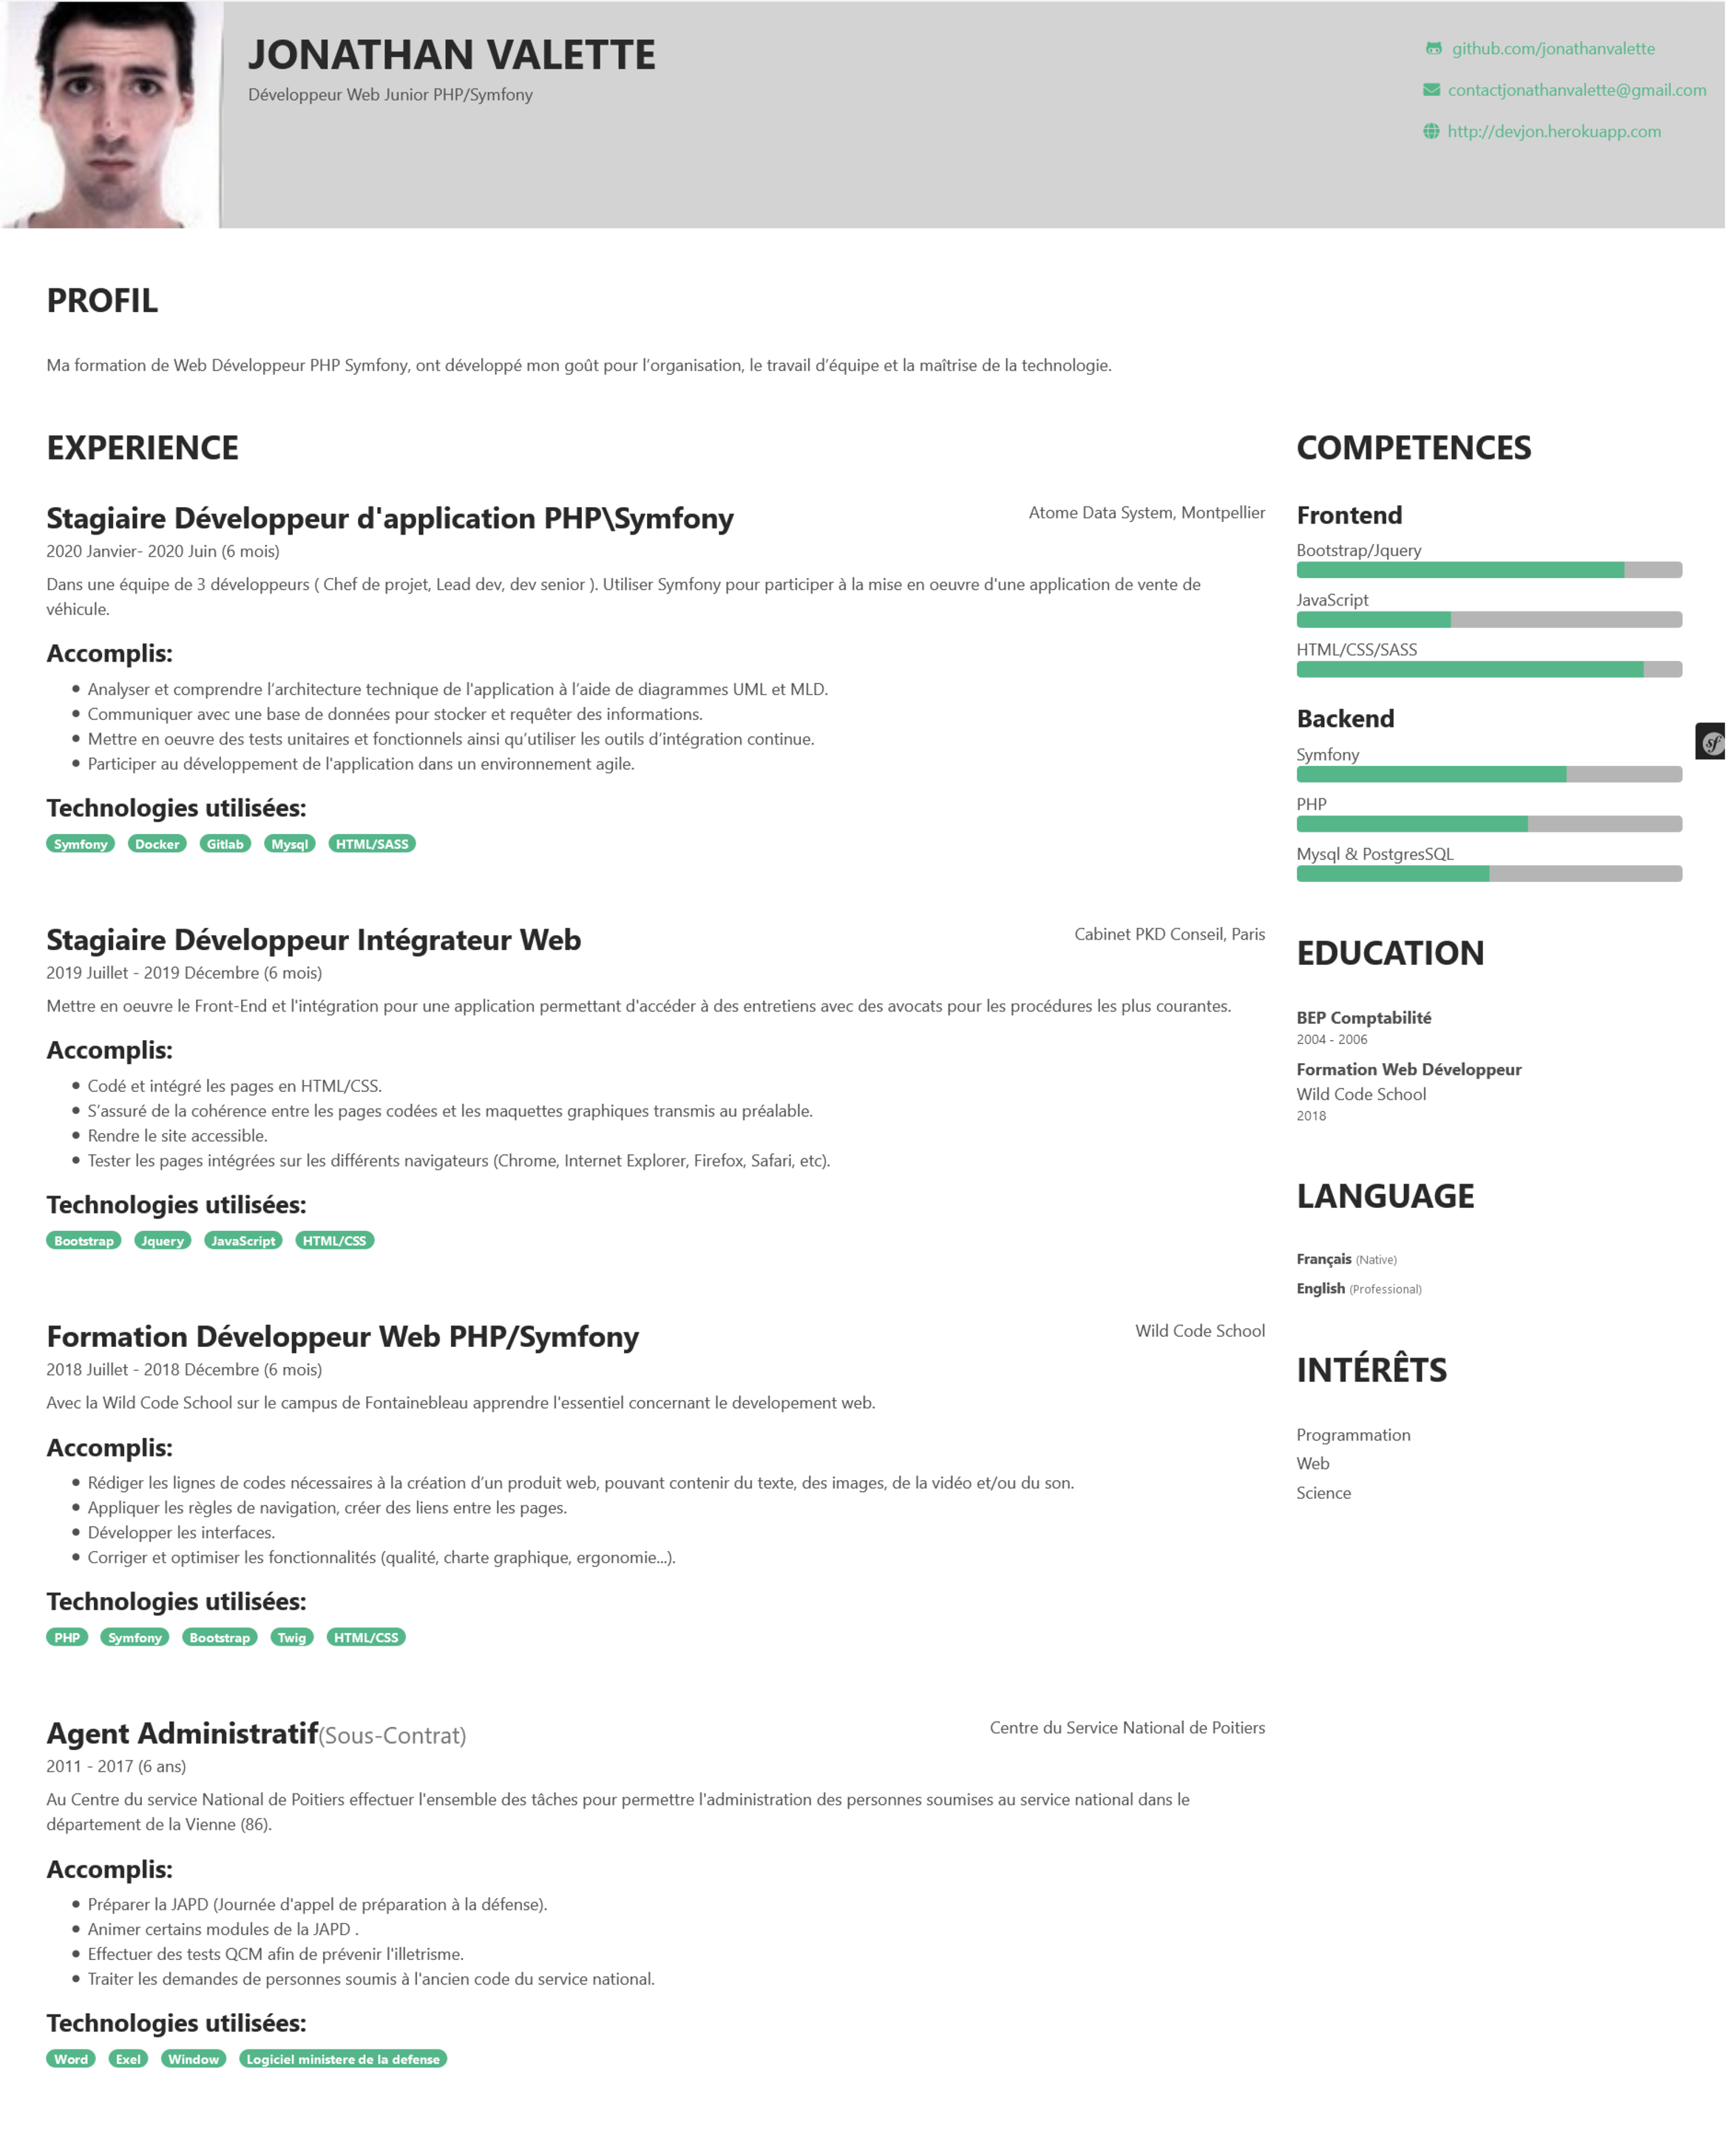 JONATHAN VALETTE
Développeur Web Junior PHP/Symfony
github.com/jonathanvalette
contactjonathanvalette@gmail.com
http://devjon.herokuapp.com
PROFIL
Ma formation de Web Développeur PHP Symfony, ont développé mon goût pour l’organisation, le travail d’équipe et la maîtrise de la technologie.
EXPERIENCE
Stagiaire Développeur d'application PHP\Symfony
Atome Data System, Montpellier
2020 Janvier- 2020 Juin (6 mois)
Dans une équipe de 3 développeurs ( Chef de projet, Lead dev, dev senior ). Utiliser Symfony pour participer à la mise en oeuvre d'une application de vente de
véhicule.
Accomplis:
Analyser et comprendre l’architecture technique de l'application à l’aide de diagrammes UML et MLD.
Communiquer avec une base de données pour stocker et requêter des informations.
Mettre en oeuvre des tests unitaires et fonctionnels ainsi qu’utiliser les outils d’intégration continue.
Participer au développement de l'application dans un environnement agile.
Technologies utilisées:
Symfony Docker Gitlab Mysql HTML/SASS
Stagiaire Développeur Intégrateur Web
Cabinet PKD Conseil, Paris
2019 Juillet - 2019 Décembre (6 mois)
Mettre en oeuvre le Front-End et l'intégration pour une application permettant d'accéder à des entretiens avec des avocats pour les procédures les plus courantes.
Accomplis:
Codé et intégré les pages en HTML/CSS.
S’assuré de la cohérence entre les pages codées et les maquettes graphiques transmis au préalable.
Rendre le site accessible.
Tester les pages intégrées sur les différents navigateurs (Chrome, Internet Explorer, Firefox, Safari, etc).
Technologies utilisées:
Bootstrap Jquery JavaScript HTML/CSS
Formation Développeur Web PHP/Symfony
Wild Code School
2018 Juillet - 2018 Décembre (6 mois)
Avec la Wild Code School sur le campus de Fontainebleau apprendre l'essentiel concernant le developement web.
Accomplis:
Rédiger les lignes de codes nécessaires à la création d’un produit web, pouvant contenir du texte, des images, de la vidéo et/ou du son.
Appliquer les règles de navigation, créer des liens entre les pages.
Développer les interfaces.
Corriger et optimiser les fonctionnalités (qualité, charte graphique, ergonomie...).
Technologies utilisées:
PHP Symfony Bootstrap Twig HTML/CSS
Agent Administratif(Sous-Contrat)
Centre du Service National de Poitiers
2011 - 2017 (6 ans)
Au Centre du service National de Poitiers effectuer l'ensemble des tâches pour permettre l'administration des personnes soumises au service national dans le
département de la Vienne (86).
Accomplis:
Préparer la JAPD (Journée d'appel de préparation à la défense).
Animer certains modules de la JAPD .
Effectuer des tests QCM afin de prévenir l'illetrisme.
Traiter les demandes de personnes soumis à l'ancien code du service national.
Technologies utilisées:
Word Exel Window Logiciel ministere de la defense
COMPETENCES
Frontend
Bootstrap/Jquery
JavaScript
HTML/CSS/SASS
Backend
Symfony
PHP
Mysql & PostgresSQL
sf
EDUCATION
BEP Comptabilité
2004 - 2006
Formation Web Développeur
Wild Code School
2018
LANGUAGE
Français (Native)
English (Professional)
INTÉRÊTS
Programmation
Web
Science